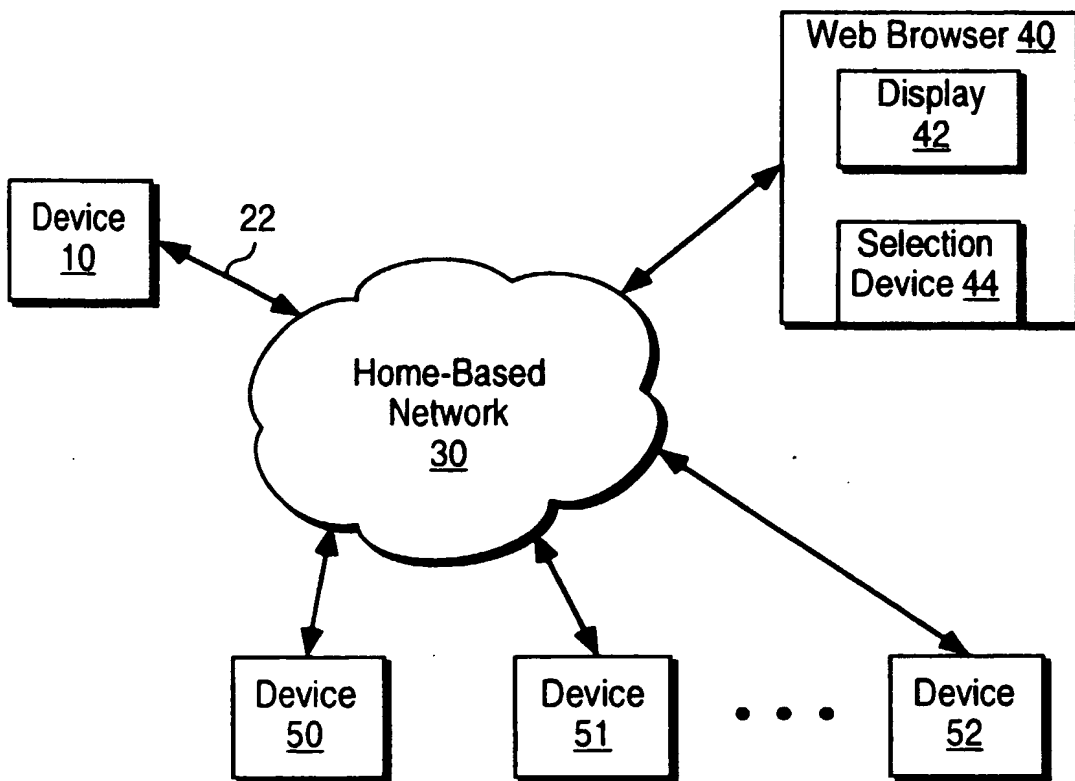 Web Browser 40
Display
42
Selection
Device 44
Device
10
22
Home-Based
Network
30
Device
50
Device
51
Device
52